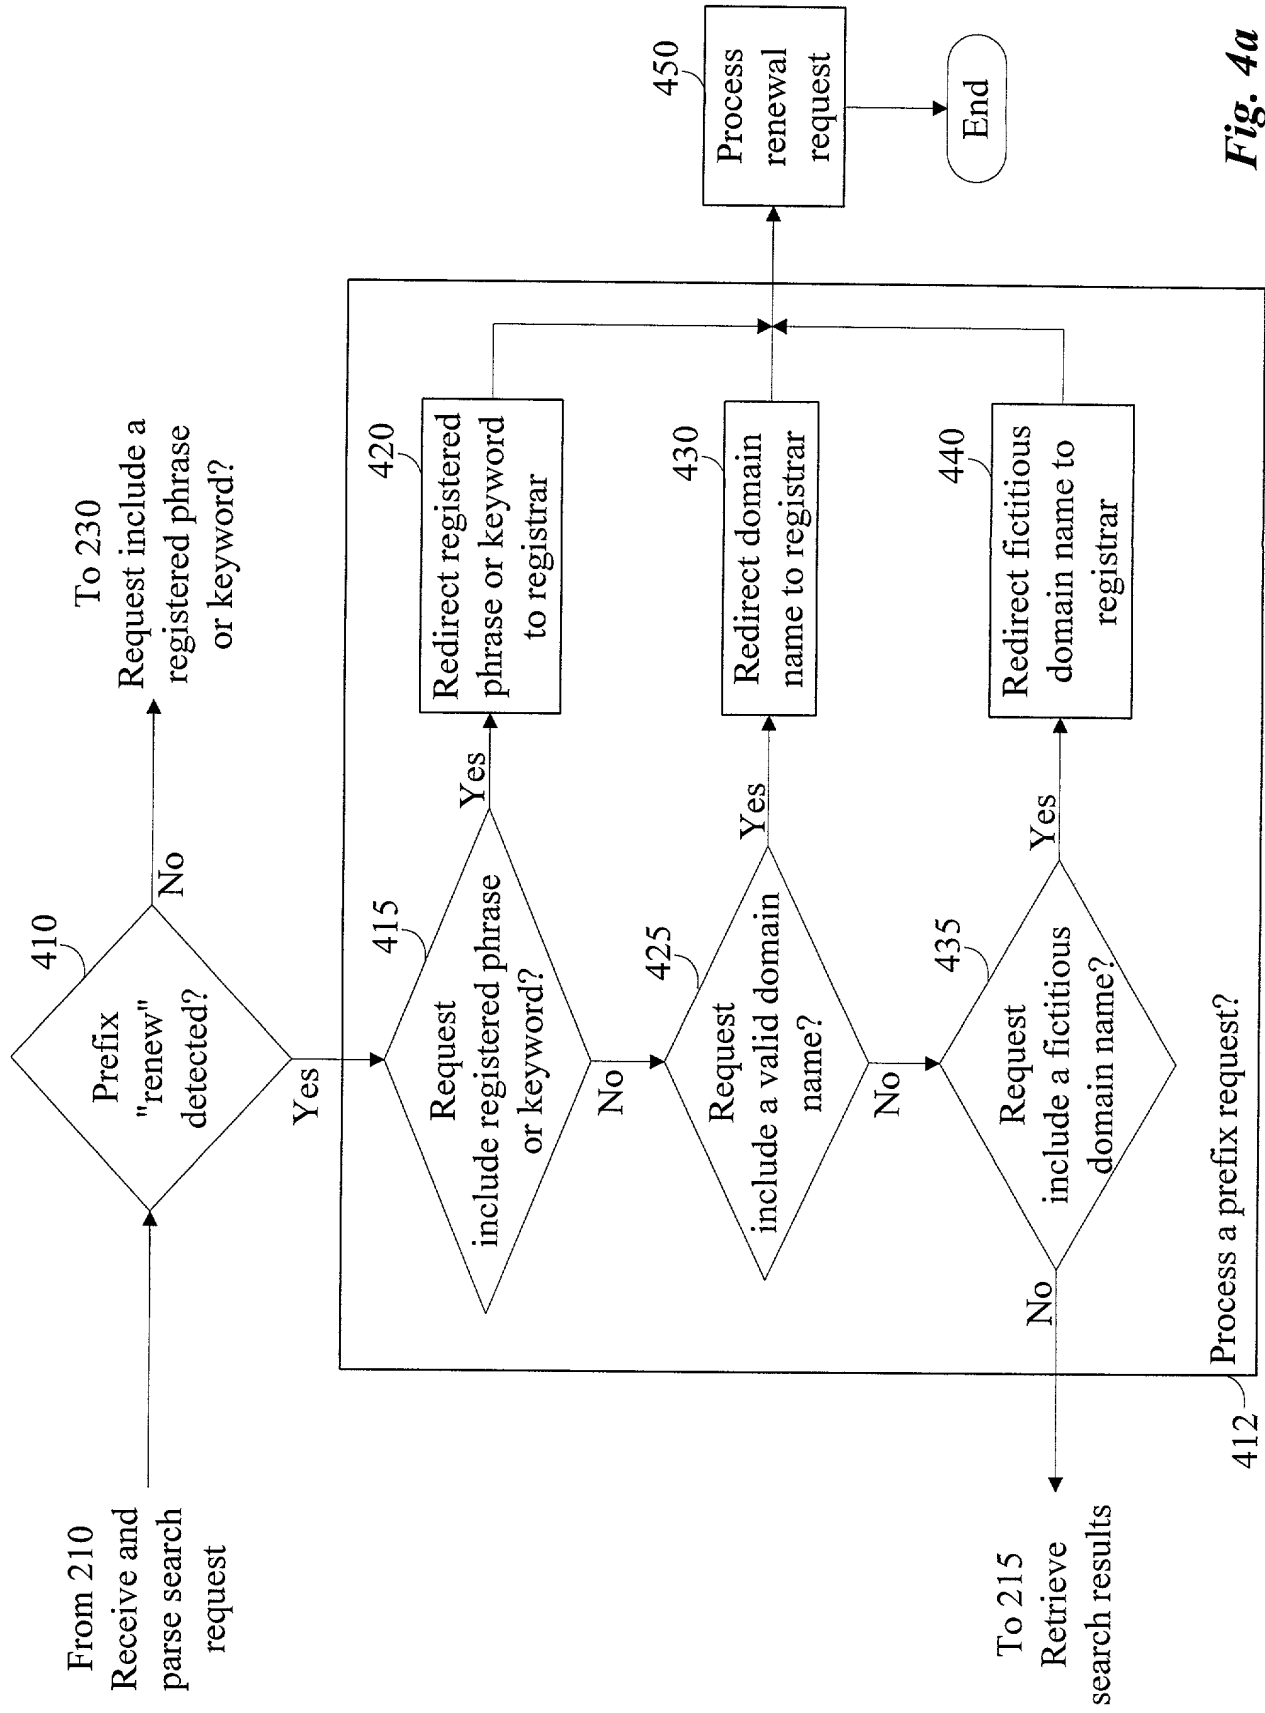 From 210
Receive and
parse search
request
410
Prefix
"renew"
detected?
No
To 230
Request include a
registered phrase
or keyword?
Yes
415
Request
include registered phrase
or keyword?
Yes
420
Redirect registered
phrase or keyword
to registrar
No
425
Request
include a valid domain
name?
Yes
430
Redirect domain
name to registrar
450
Process
renewal
request
End
No
435
Request
include a fictitious
domain name?
Yes
440
Redirect fictitious
domain name to
registrar
No
To 215
Retrieve
search results
412
Process a prefix request?
Fig. 4a